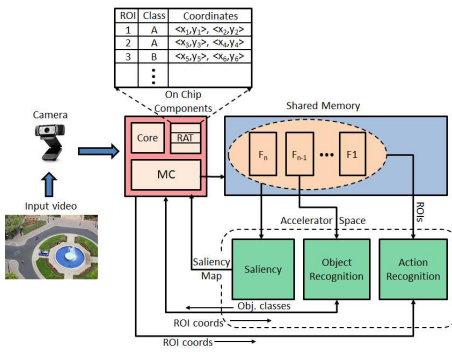 ROI Class Coordinates
1 A <x₁,y₁>, <x₂,y₂>
2 A <x₃,y₃>, <x₄,y₄>
3 B <x₅,y₅>, <x₆,y₆>
On Chip
Components
Shared Memory
Camera
Core
RAT
MC
Fₙ
Fₙ₋₁
F1
Input video
Accelerator Space
ROIs
Saliency
Map
Saliency
Object
Recognition
Action
Recognition
Obj. classes
ROI coords
ROI coords